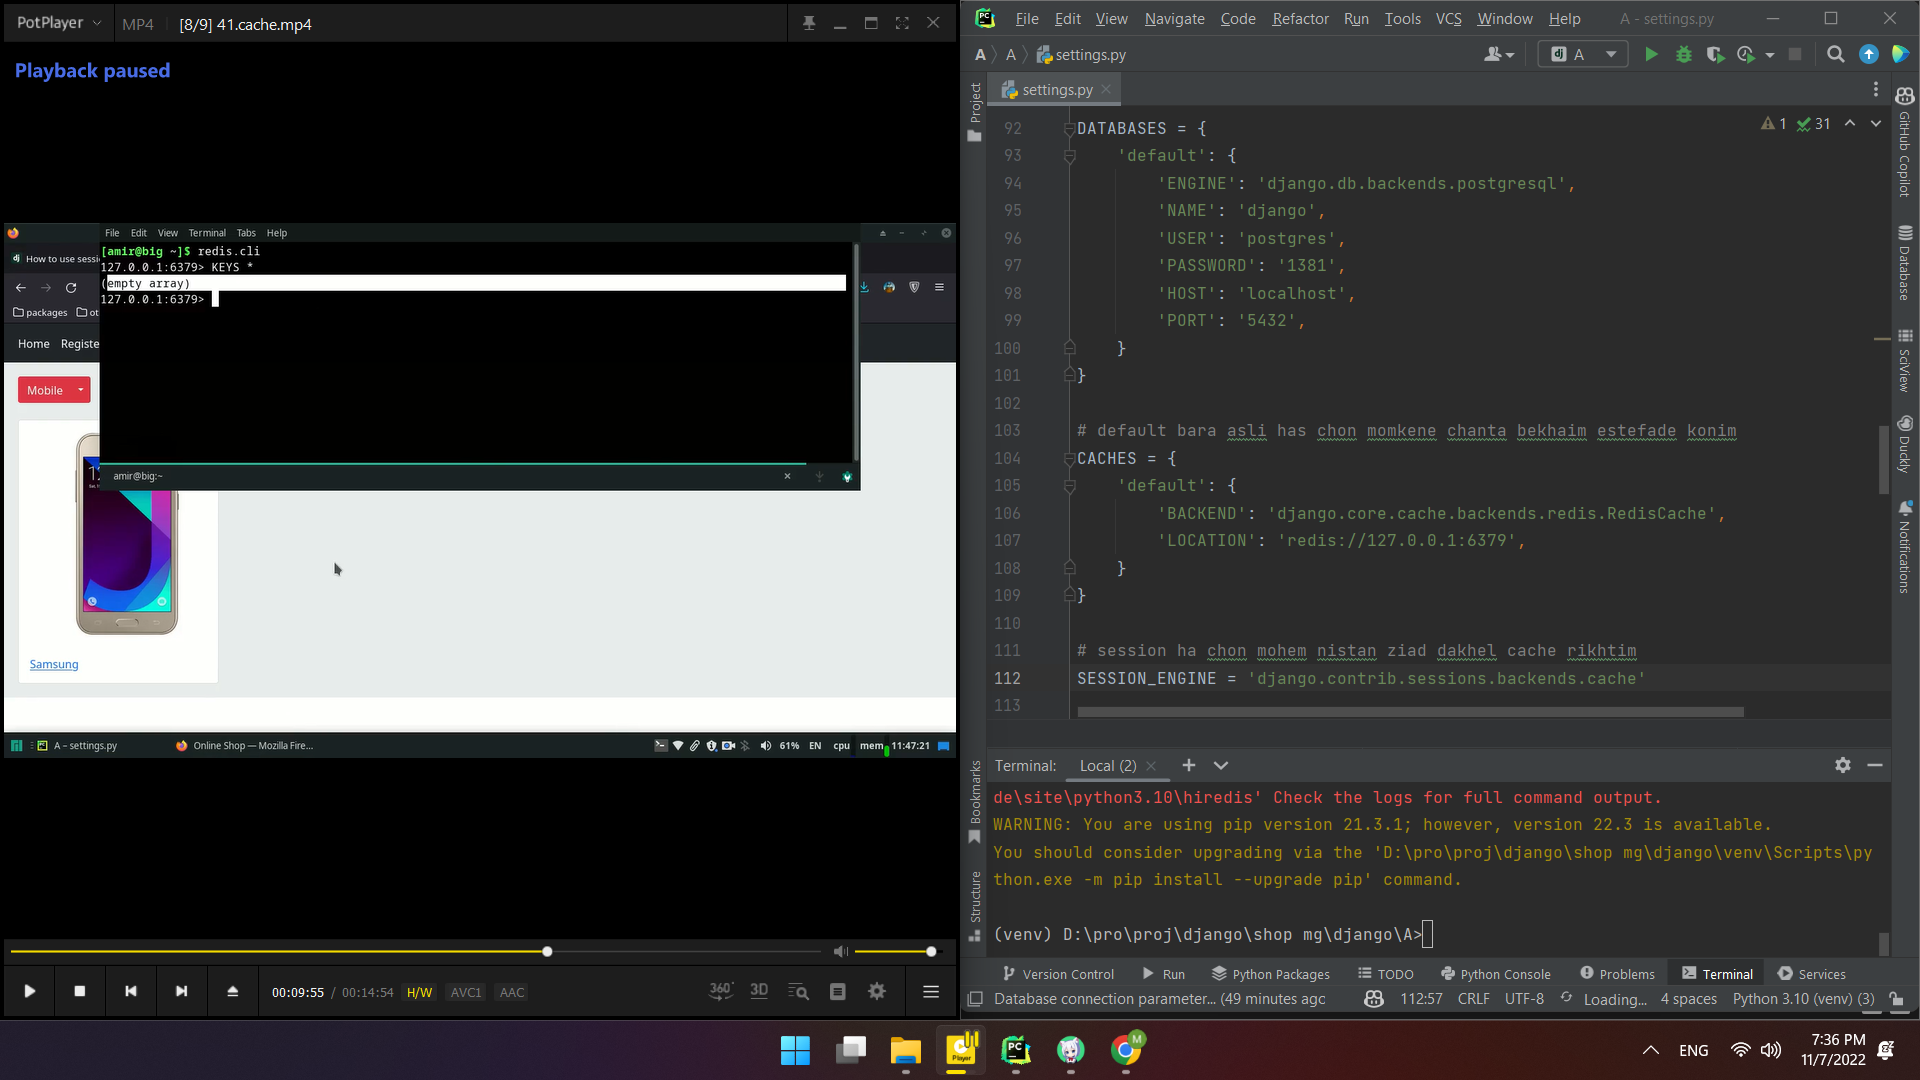 PotPlayer
MP4
[8/9] 41.cache.mp4
Playback paused
File Edit View Terminal Tabs Help
[amir@big ~]$ redis.cli
127.0.0.1:6379> KEYS *
(empty array)
127.0.0.1:6379>
How to use sessi
packages
ot
Home Registe
Mobile
amir@big:~
Samsung
A – settings.py
Online Shop — Mozilla Fire...
61% EN cpu mem 11:47:21
00:09:55 / 00:14:54 H/W AVC1 AAC
360°
3D
PC
File Edit View Navigate Code Refactor Run Tools VCS Window Help
A - settings.py
A A settings.py
dj A
Project
settings.py
1 31
92 DATABASES = {
93 'default': {
94 'ENGINE': 'django.db.backends.postgresql',
95 'NAME': 'django',
96 'USER': 'postgres',
97 'PASSWORD': '1381',
98 'HOST': 'localhost',
99 'PORT': '5432',
100 }
101 }
102
103 # default bara asli has chon momkene chanta bekhaim estefade konim
104 CACHES = {
105 'default': {
106 'BACKEND': 'django.core.cache.backends.redis.RedisCache',
107 'LOCATION': 'redis://127.0.0.1:6379',
108 }
109 }
110
111 # session ha chon mohem nistan ziad dakhel cache rikhtim
112 SESSION_ENGINE = 'django.contrib.sessions.backends.cache'
113
GitHub Copilot
Database
SciView
Duckly
Notifications
Bookmarks
Structure
Terminal: Local (2)
de\site\python3.10\hiredis' Check the logs for full command output.
WARNING: You are using pip version 21.3.1; however, version 22.3 is available.
You should consider upgrading via the 'D:\pro\proj\django\shop mg\django\venv\Scripts\py
thon.exe -m pip install --upgrade pip' command.
(venv) D:\pro\proj\django\shop mg\django\A>
Version Control Run Python Packages TODO Python Console Problems Terminal Services
Database connection parameter... (49 minutes agc 112:57 CRLF UTF-8 Loading... 4 spaces Python 3.10 (venv) (3)
Player
PC
M
ENG
7:36 PM
11/7/2022